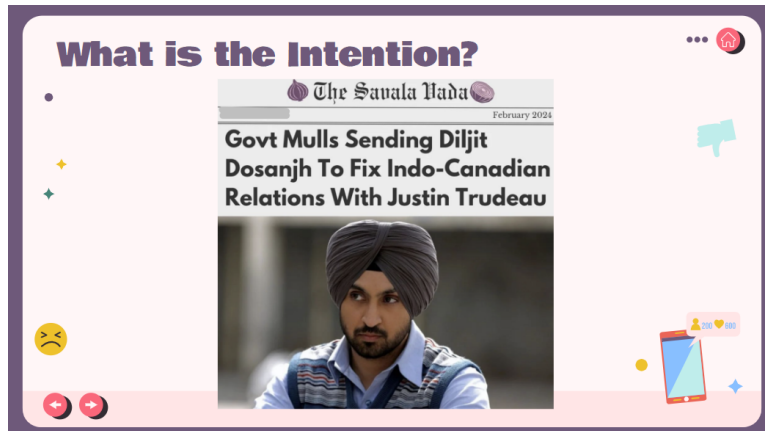 What is the Intention?
The Savala Vada
February 2024
Govt Mulls Sending Diljit
Dosanjh To Fix Indo-Canadian
Relations With Justin Trudeau
200 680